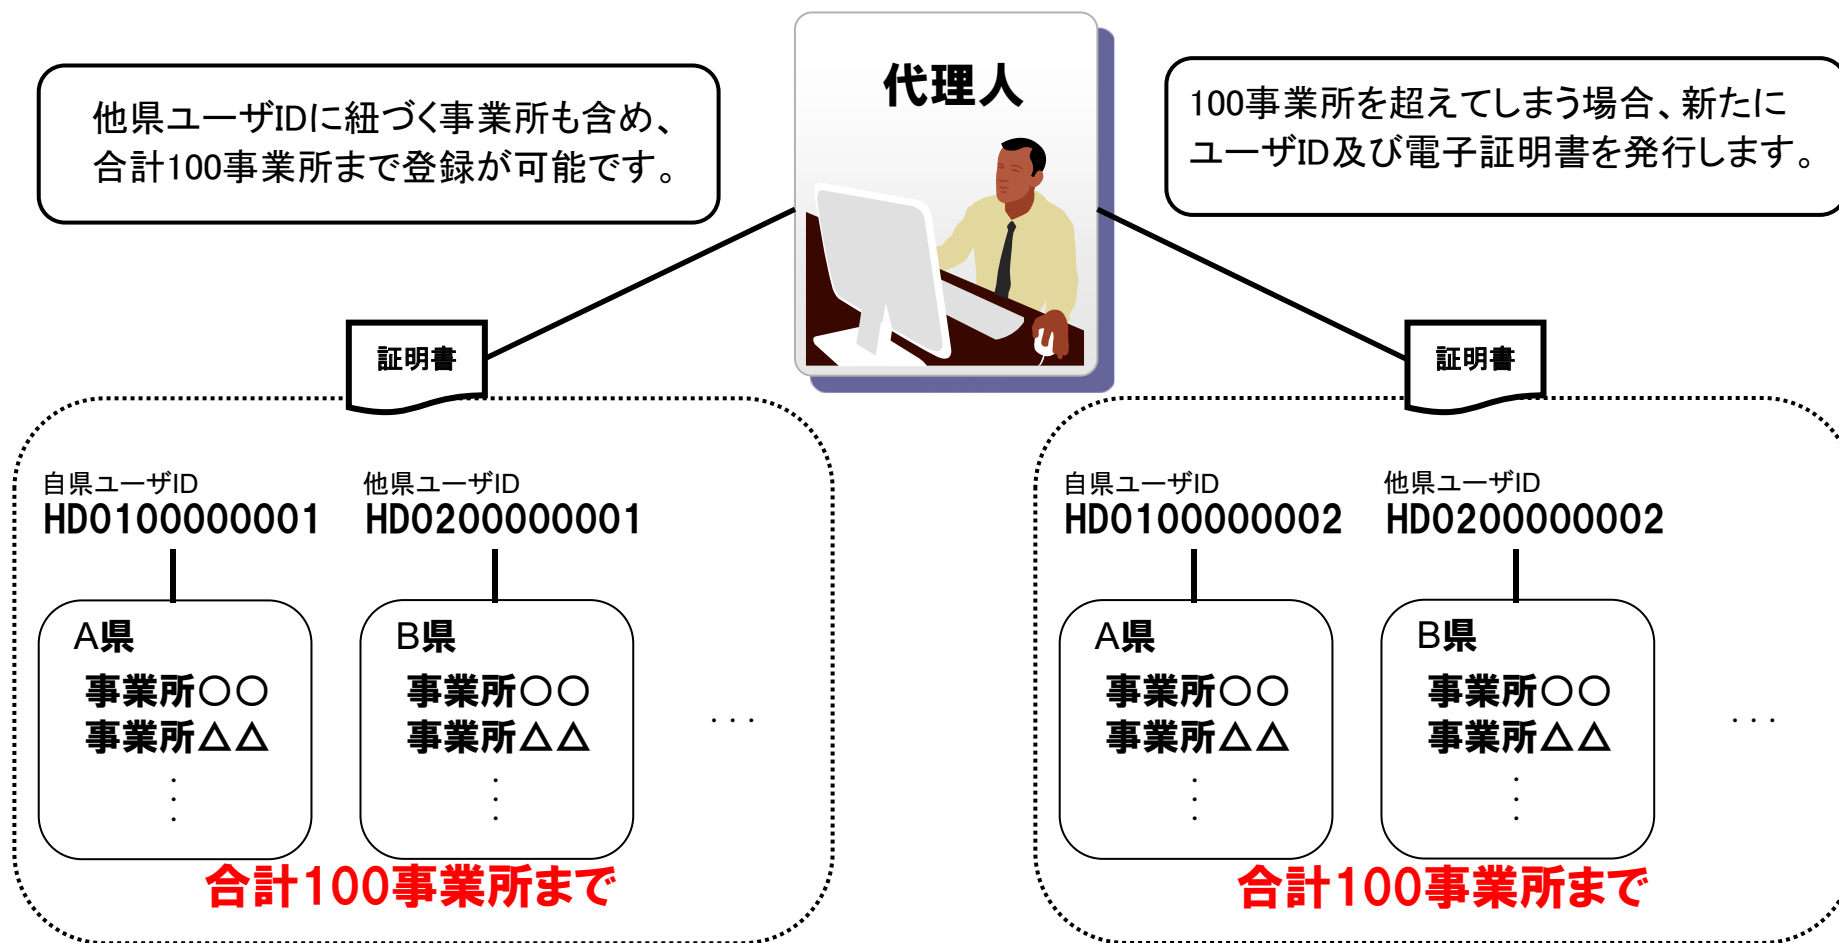 代理人
他県ユーザIDに紐づく事業所も含め、
合計100事業所まで登録が可能です。
100事業所を超えてしまう場合、新たに
ユーザID及び電子証明書を発行します。
証明書
自県ユーザID
HD0100000001
他県ユーザID
HD0200000001
A県
事業所○○
事業所△△
・・・
B県
事業所○○
事業所△△
・・・
・・・
合計100事業所まで
証明書
自県ユーザID
HD0100000002
他県ユーザID
HD0200000002
A県
事業所○○
事業所△△
・・・
B県
事業所○○
事業所△△
・・・
・・・
合計100事業所まで